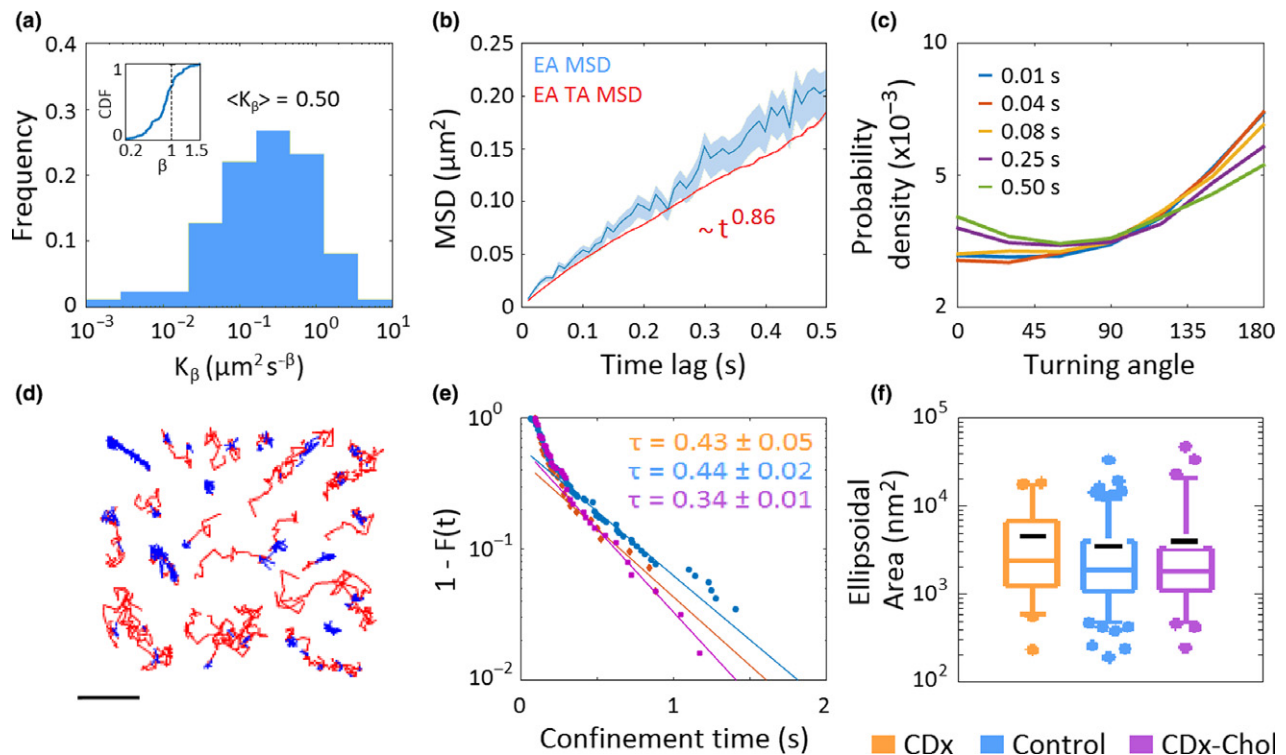 (a)
0.4
0.3
0.2
0.1
0
Frequency
CDF
1
0
0.2 1 1.5
β
<Kβ> = 0.50
10⁻³ 10⁻² 10⁻¹ 10⁰ 10¹
Kβ (µm² s⁻ᵝ)
(b)
0.25
0.20
0.15
0.10
0.05
0
MSD (µm²)
EA MSD
EA TA MSD
~ t^0.86
0 0.1 0.2 0.3 0.4 0.5
Time lag (s)
(c)
10
5
2
Probability
density (x10⁻³)
0.01 s
0.04 s
0.08 s
0.25 s
0.50 s
0 45 90 135 180
Turning angle
(d)
(e)
10⁰
10⁻¹
10⁻²
1 - F(t)
τ = 0.43 ± 0.05
τ = 0.44 ± 0.02
τ = 0.34 ± 0.01
0 1 2
Confinement time (s)
(f)
10⁵
10⁴
10³
10²
Ellipsoidal
Area (nm²)
CDx Control CDx-Chol